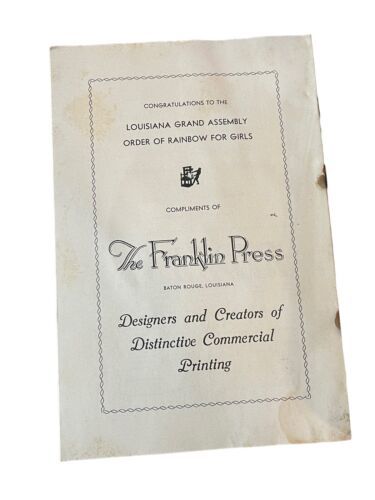 CONGRATULATIONS TO THE
LOUISIANA GRAND ASSEMBLY
ORDER OF RAINBOW FOR GIRLS
COMPLIMENTS OF
The Franklin Press
BATON ROUGE, LOUISIANA
Designers and Creators of
Distinctive Commercial
Printing